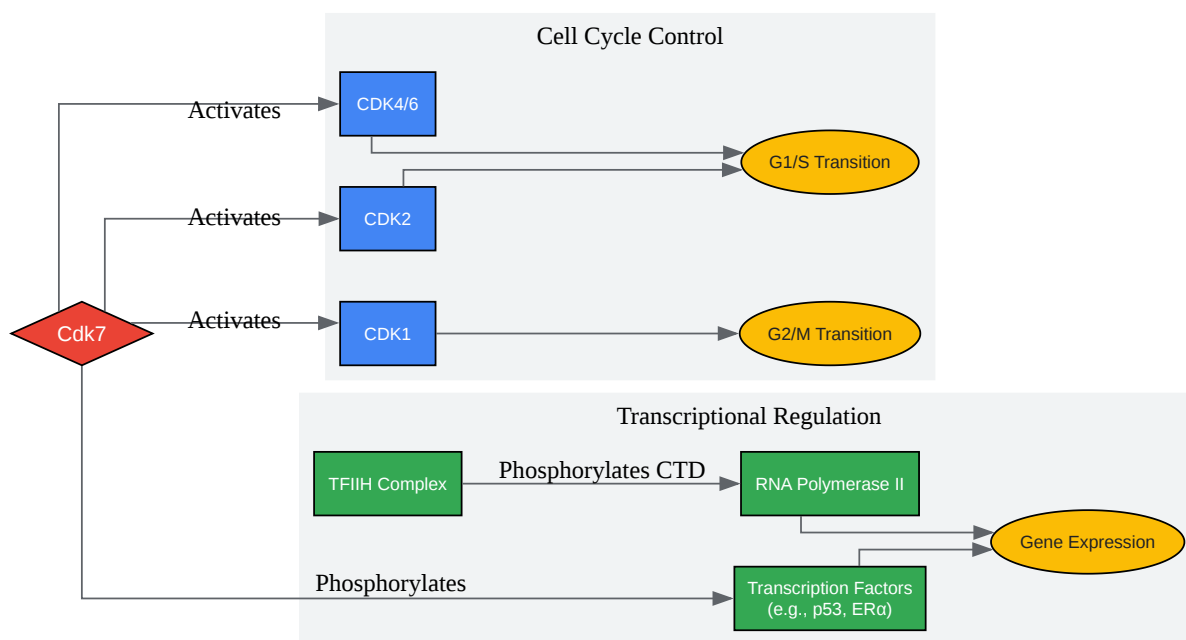 Cell Cycle Control
Activates
CDK4/6
G1/S Transition
Activates
CDK2
Cdk7
Activates
CDK1
G2/M Transition
Transcriptional Regulation
TFIIH Complex
Phosphorylates CTD
RNA Polymerase II
Gene Expression
Phosphorylates
Transcription Factors
(e.g., p53, ERα)